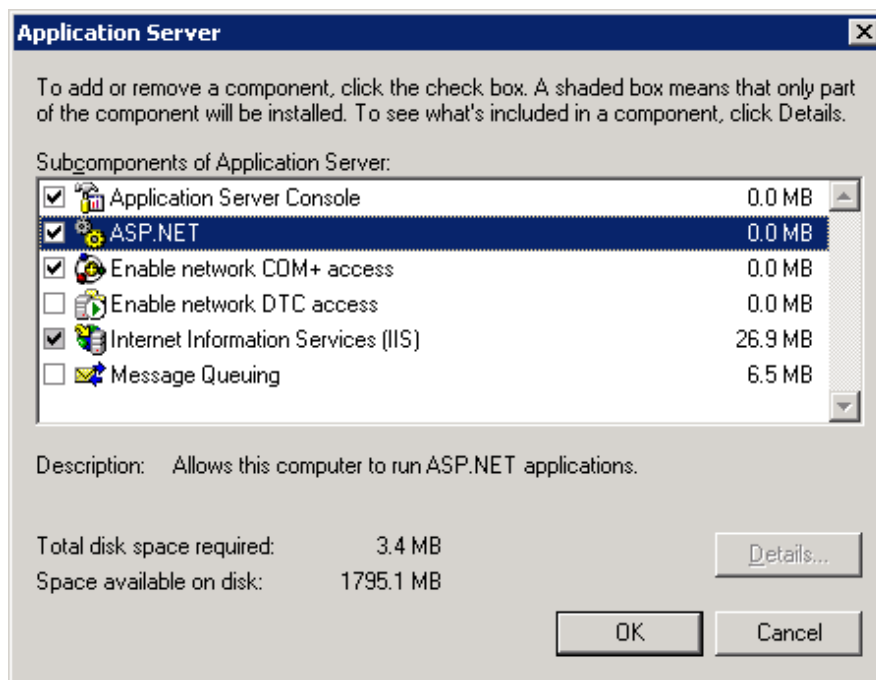 Application Server
To add or remove a component, click the check box. A shaded box means that only part
of the component will be installed. To see what's included in a component, click Details.
Subcomponents of Application Server:
Application Server Console 0.0 MB
ASP.NET 0.0 MB
Enable network COM+ access 0.0 MB
Enable network DTC access 0.0 MB
Internet Information Services (IIS) 26.9 MB
Message Queuing 6.5 MB
Description: Allows this computer to run ASP.NET applications.
Total disk space required: 3.4 MB
Space available on disk: 1795.1 MB
Details...
OK Cancel